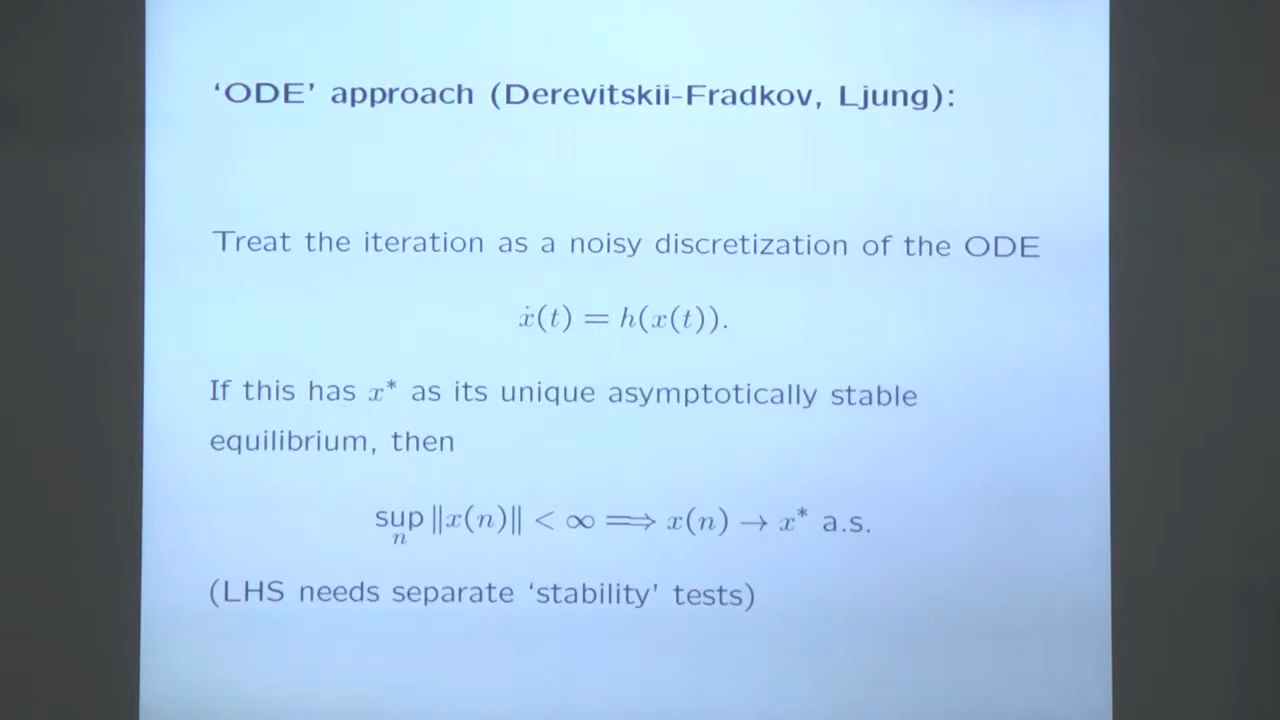 ‘ODE’ approach (Derevitskii-Fradkov, Ljung):
Treat the iteration as a noisy discretization of the ODE
ẋ(t) = h(x(t)).
If this has x* as its unique asymptotically stable
equilibrium, then
sup_n ‖x(n)‖ < ∞ ⟹ x(n) → x* a.s.
(LHS needs separate ‘stability’ tests)